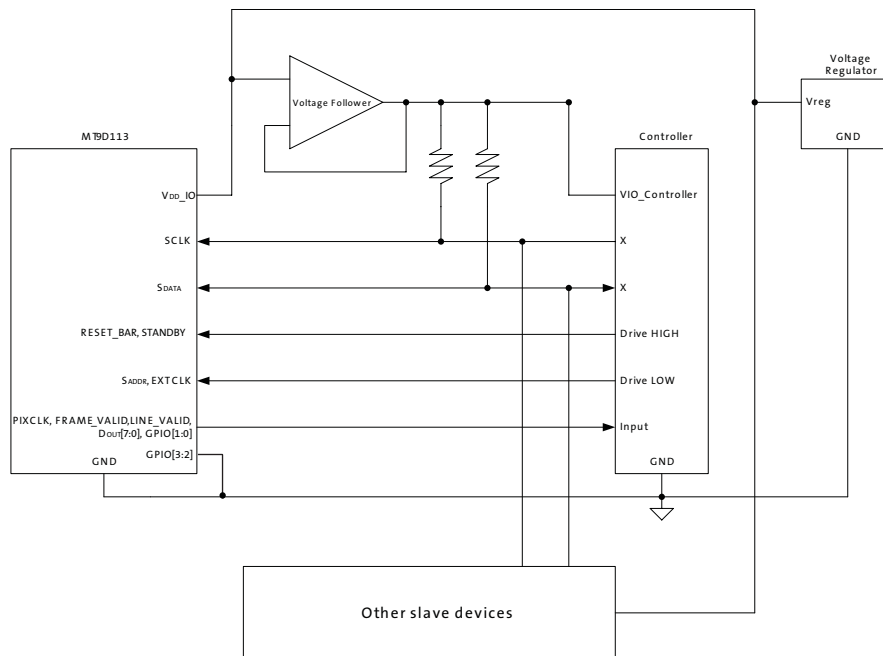 Voltage
Regulator
Vreg
GND
Voltage Follower
MT9D113
VDD_IO
SCLK
SDATA
RESET_BAR, STANDBY
SADDR, EXTCLK
PIXCLK, FRAME_VALID,LINE_VALID,
DOUT[7:0], GPIO[1:0]
GPIO[3:2]
GND
Controller
VIO_Controller
X
X
Drive HIGH
Drive LOW
Input
GND
Other slave devices